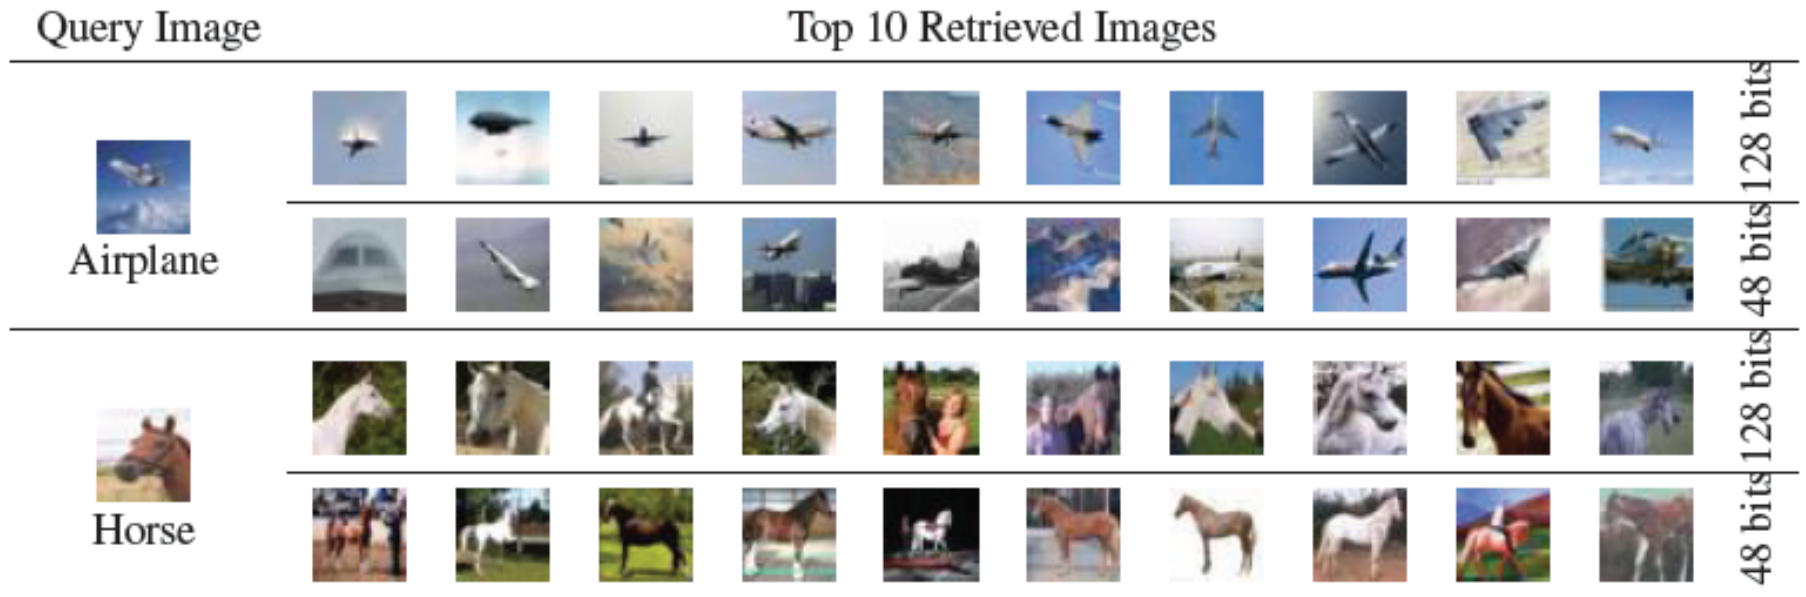 Query Image
Top 10 Retrieved Images
128 bits
Airplane
48 bits
128 bits
Horse
48 bits